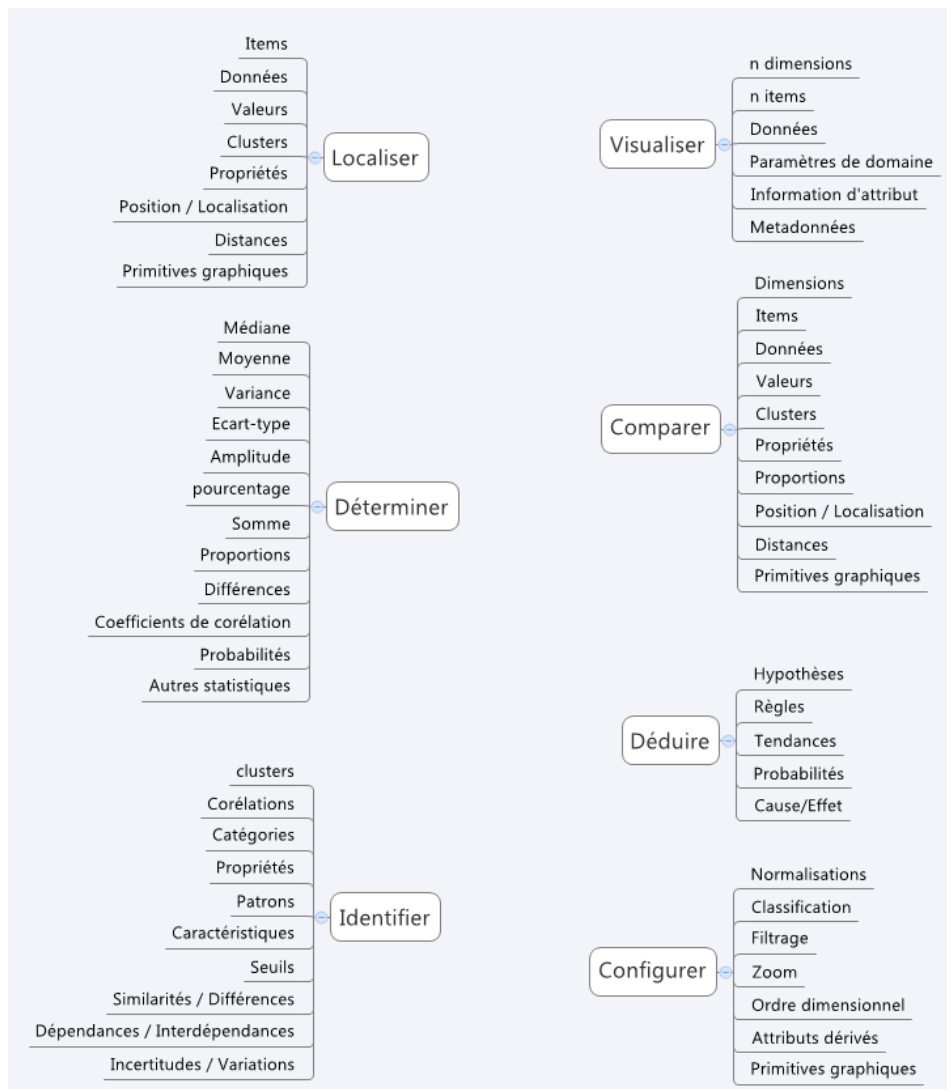 Items
Données
Valeurs
Clusters
Propriétés
Position / Localisation
Distances
Primitives graphiques
Localiser
Médiane
Moyenne
Variance
Ecart-type
Amplitude
pourcentage
Somme
Proportions
Différences
Coefficients de corélation
Probabilités
Autres statistiques
Déterminer
clusters
Corélations
Catégories
Propriétés
Patrons
Caractéristiques
Seuils
Similarités / Différences
Dépendances / Interdépendances
Incertitudes / Variations
Identifier
Visualiser
n dimensions
n items
Données
Paramètres de domaine
Information d'attribut
Metadonnées
Comparer
Dimensions
Items
Données
Valeurs
Clusters
Propriétés
Proportions
Position / Localisation
Distances
Primitives graphiques
Déduire
Hypothèses
Règles
Tendances
Probabilités
Cause/Effet
Configurer
Normalisations
Classification
Filtrage
Zoom
Ordre dimensionnel
Attributs dérivés
Primitives graphiques